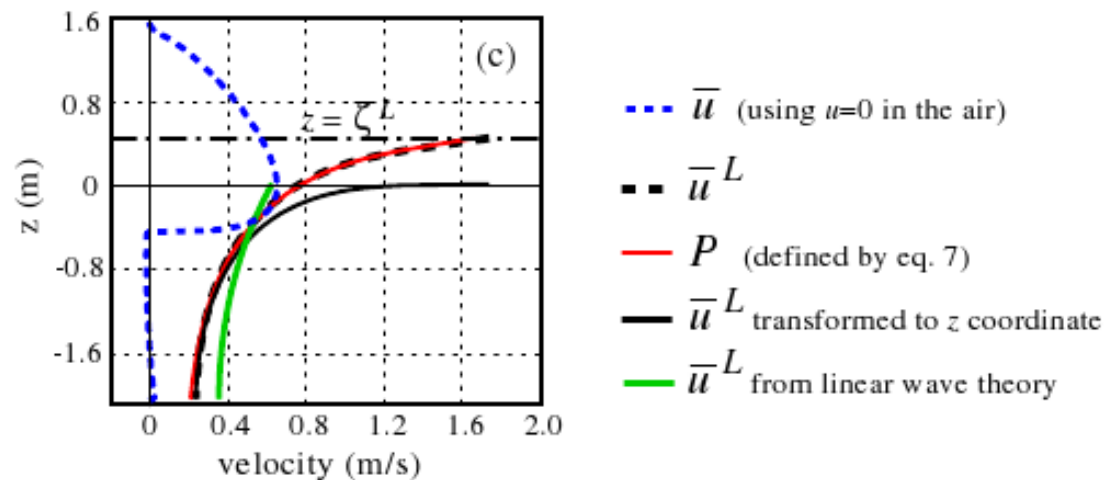 1.6
0.8
0
-0.8
-1.6
z (m)
(c)
z = ζ^L
0 0.4 0.8 1.2 1.6 2.0
velocity (m/s)
u̅ (using u=0 in the air)
u̅^L
P (defined by eq. 7)
u̅^L transformed to z coordinate
u̅^L from linear wave theory